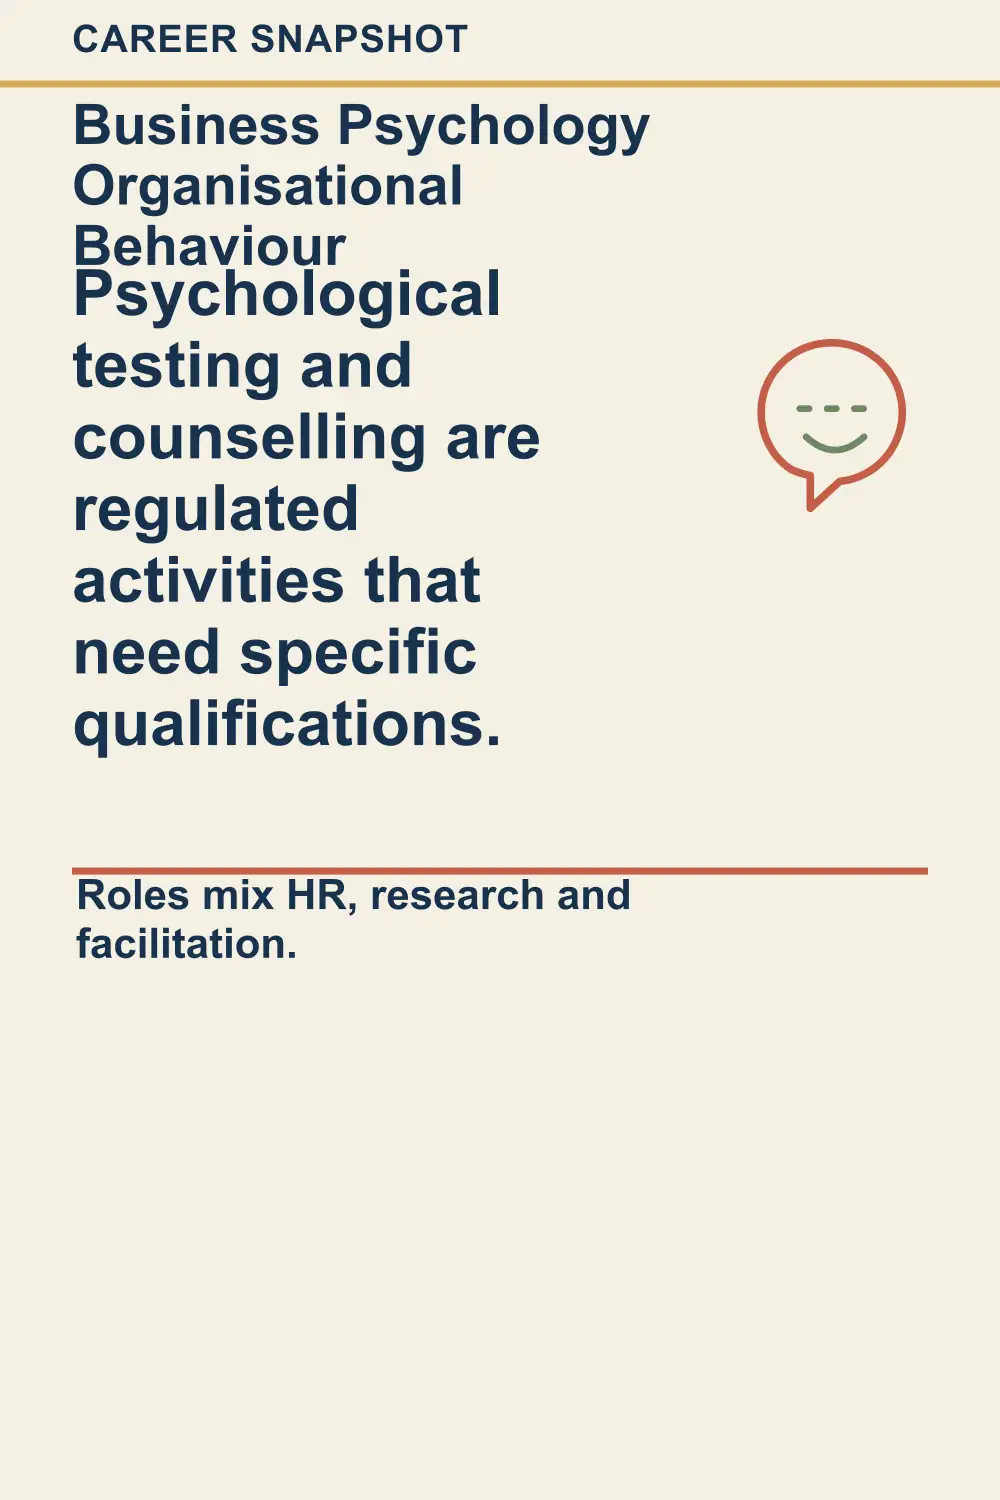 CAREER SNAPSHOT
Business Psychology
Organisational
Behaviour
Psychological
testing and
counselling are
regulated
activities that
need specific
qualifications.
Roles mix HR, research and
facilitation.